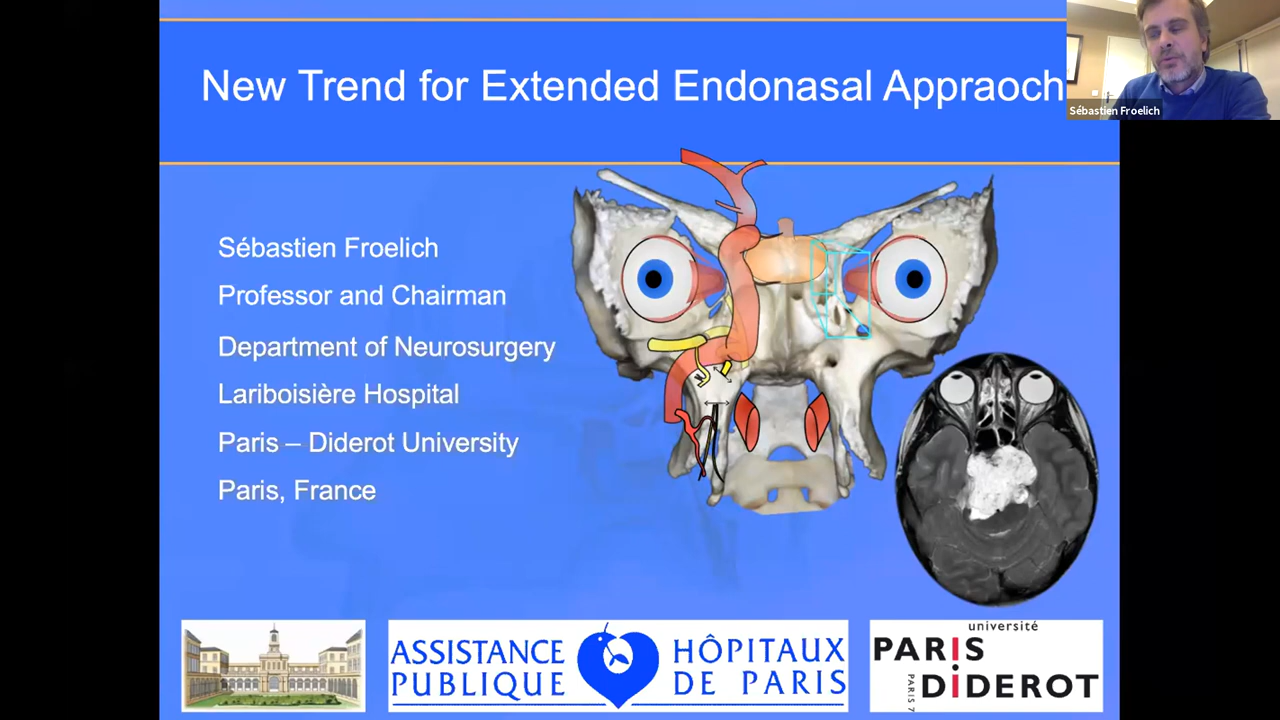 New Trend for Extended Endonasal Appraoch
Sébastien Froelich
Sébastien Froelich
Professor and Chairman
Department of Neurosurgery
Lariboisière Hospital
Paris – Diderot University
Paris, France
ASSISTANCE HÔPITAUX
PUBLIQUE DE PARIS
université
PARIS
DiDEROT
PARIS 7